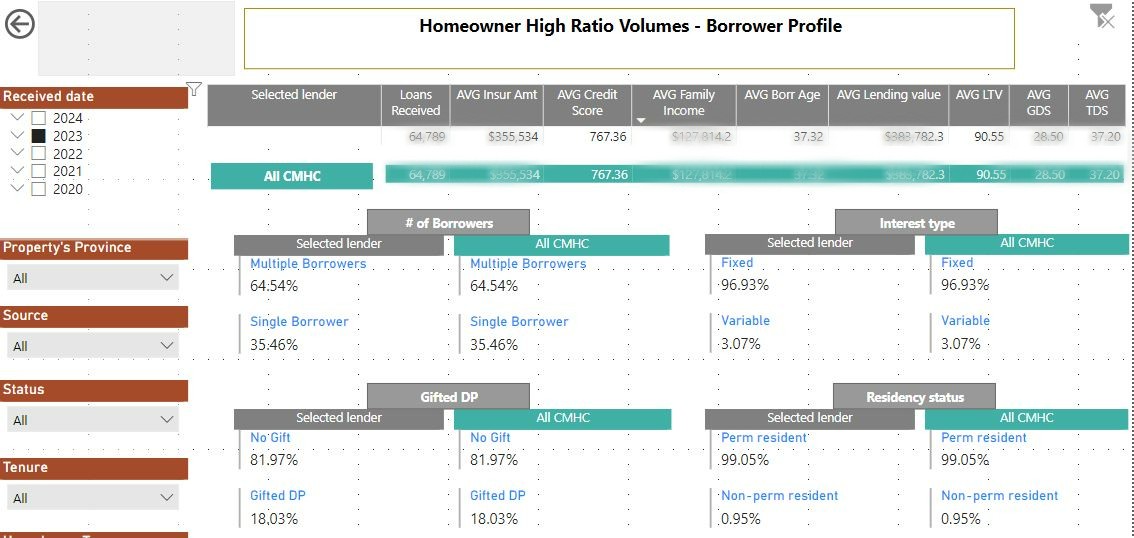 Homeowner High Ratio Volumes - Borrower Profile
Received date
2024
2023
2022
2021
2020
Selected lender Loans Received AVG Insur Amt AVG Credit Score AVG Family Income AVG Borr Age AVG Lending value AVG LTV AVG GDS AVG TDS
64,789 $355,534 767.36 $127,814.2 37.32 $383,782.3 90.55 28.50 37.20
All CMHC 64,789 $355,534 767.36 $127,814.2 37.32 $383,782.3 90.55 28.50 37.20
Property's Province
All
Source
All
Status
All
Tenure
All
# of Borrowers
Selected lender All CMHC
Multiple Borrowers Multiple Borrowers
64.54% 64.54%
Single Borrower Single Borrower
35.46% 35.46%
Interest type
Selected lender All CMHC
Fixed Fixed
96.93% 96.93%
Variable Variable
3.07% 3.07%
Gifted DP
Selected lender All CMHC
No Gift No Gift
81.97% 81.97%
Gifted DP Gifted DP
18.03% 18.03%
Residency status
Selected lender All CMHC
Perm resident Perm resident
99.05% 99.05%
Non-perm resident Non-perm resident
0.95% 0.95%